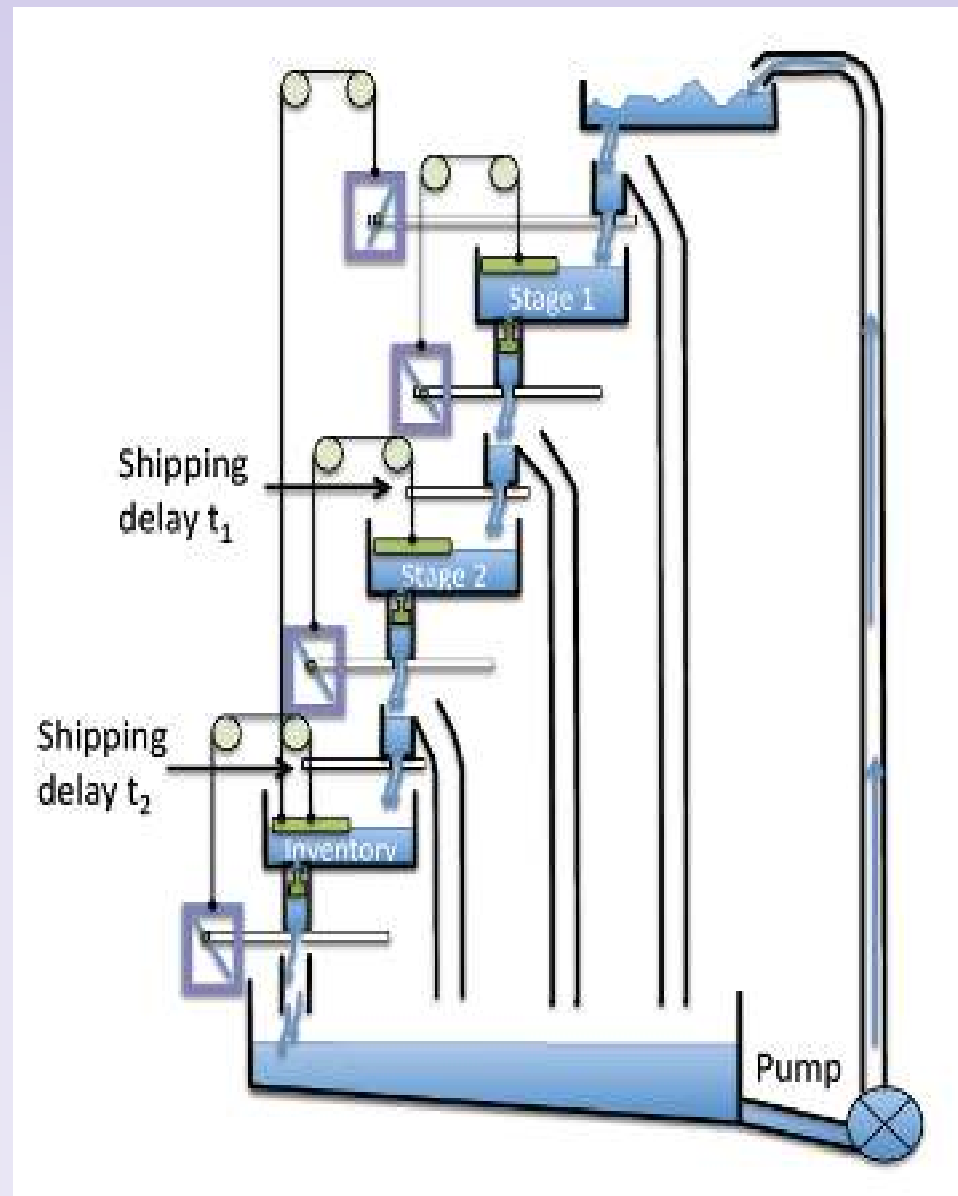 Stage 1
Shipping
delay t₁
Stage 2
Shipping
delay t₂
Inventory
Pump